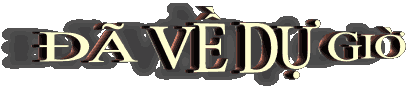 ĐÃ VỀ DỰ GIỜ